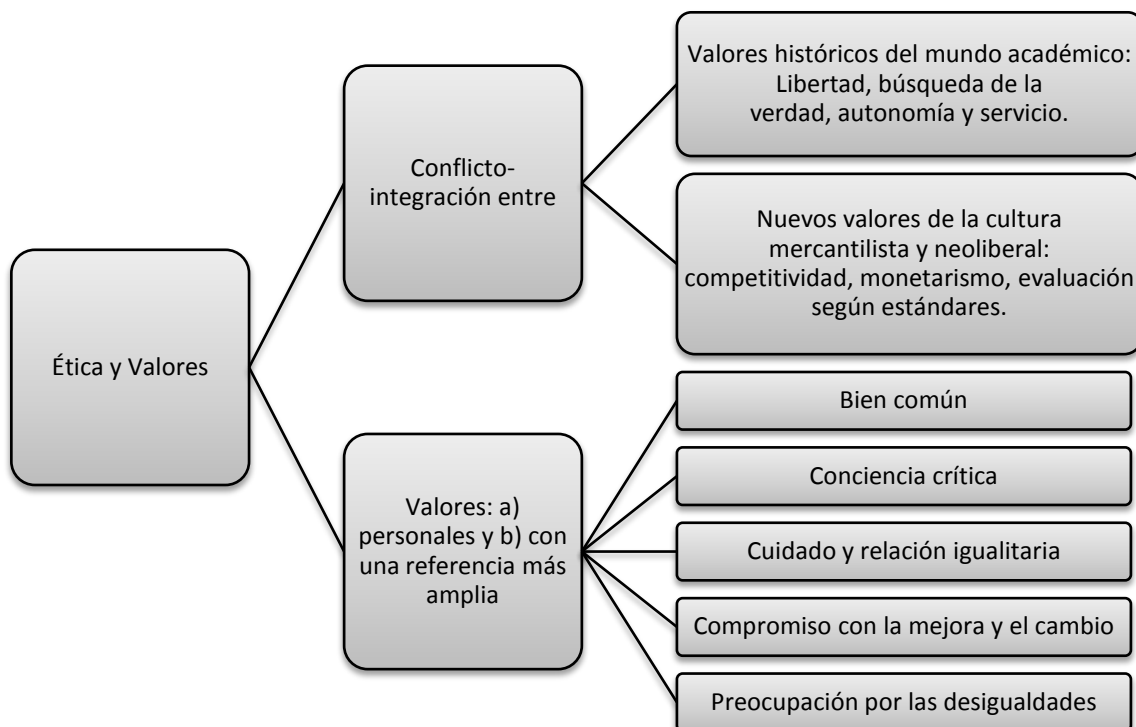 Ética y Valores
Conflicto-
integración entre
Valores históricos del mundo académico:
Libertad, búsqueda de la
verdad, autonomía y servicio.
Nuevos valores de la cultura
mercantilista y neoliberal:
competitividad, monetarismo, evaluación
según estándares.
Valores: a)
personales y b) con
una referencia más
amplia
Bien común
Conciencia crítica
Cuidado y relación igualitaria
Compromiso con la mejora y el cambio
Preocupación por las desigualdades